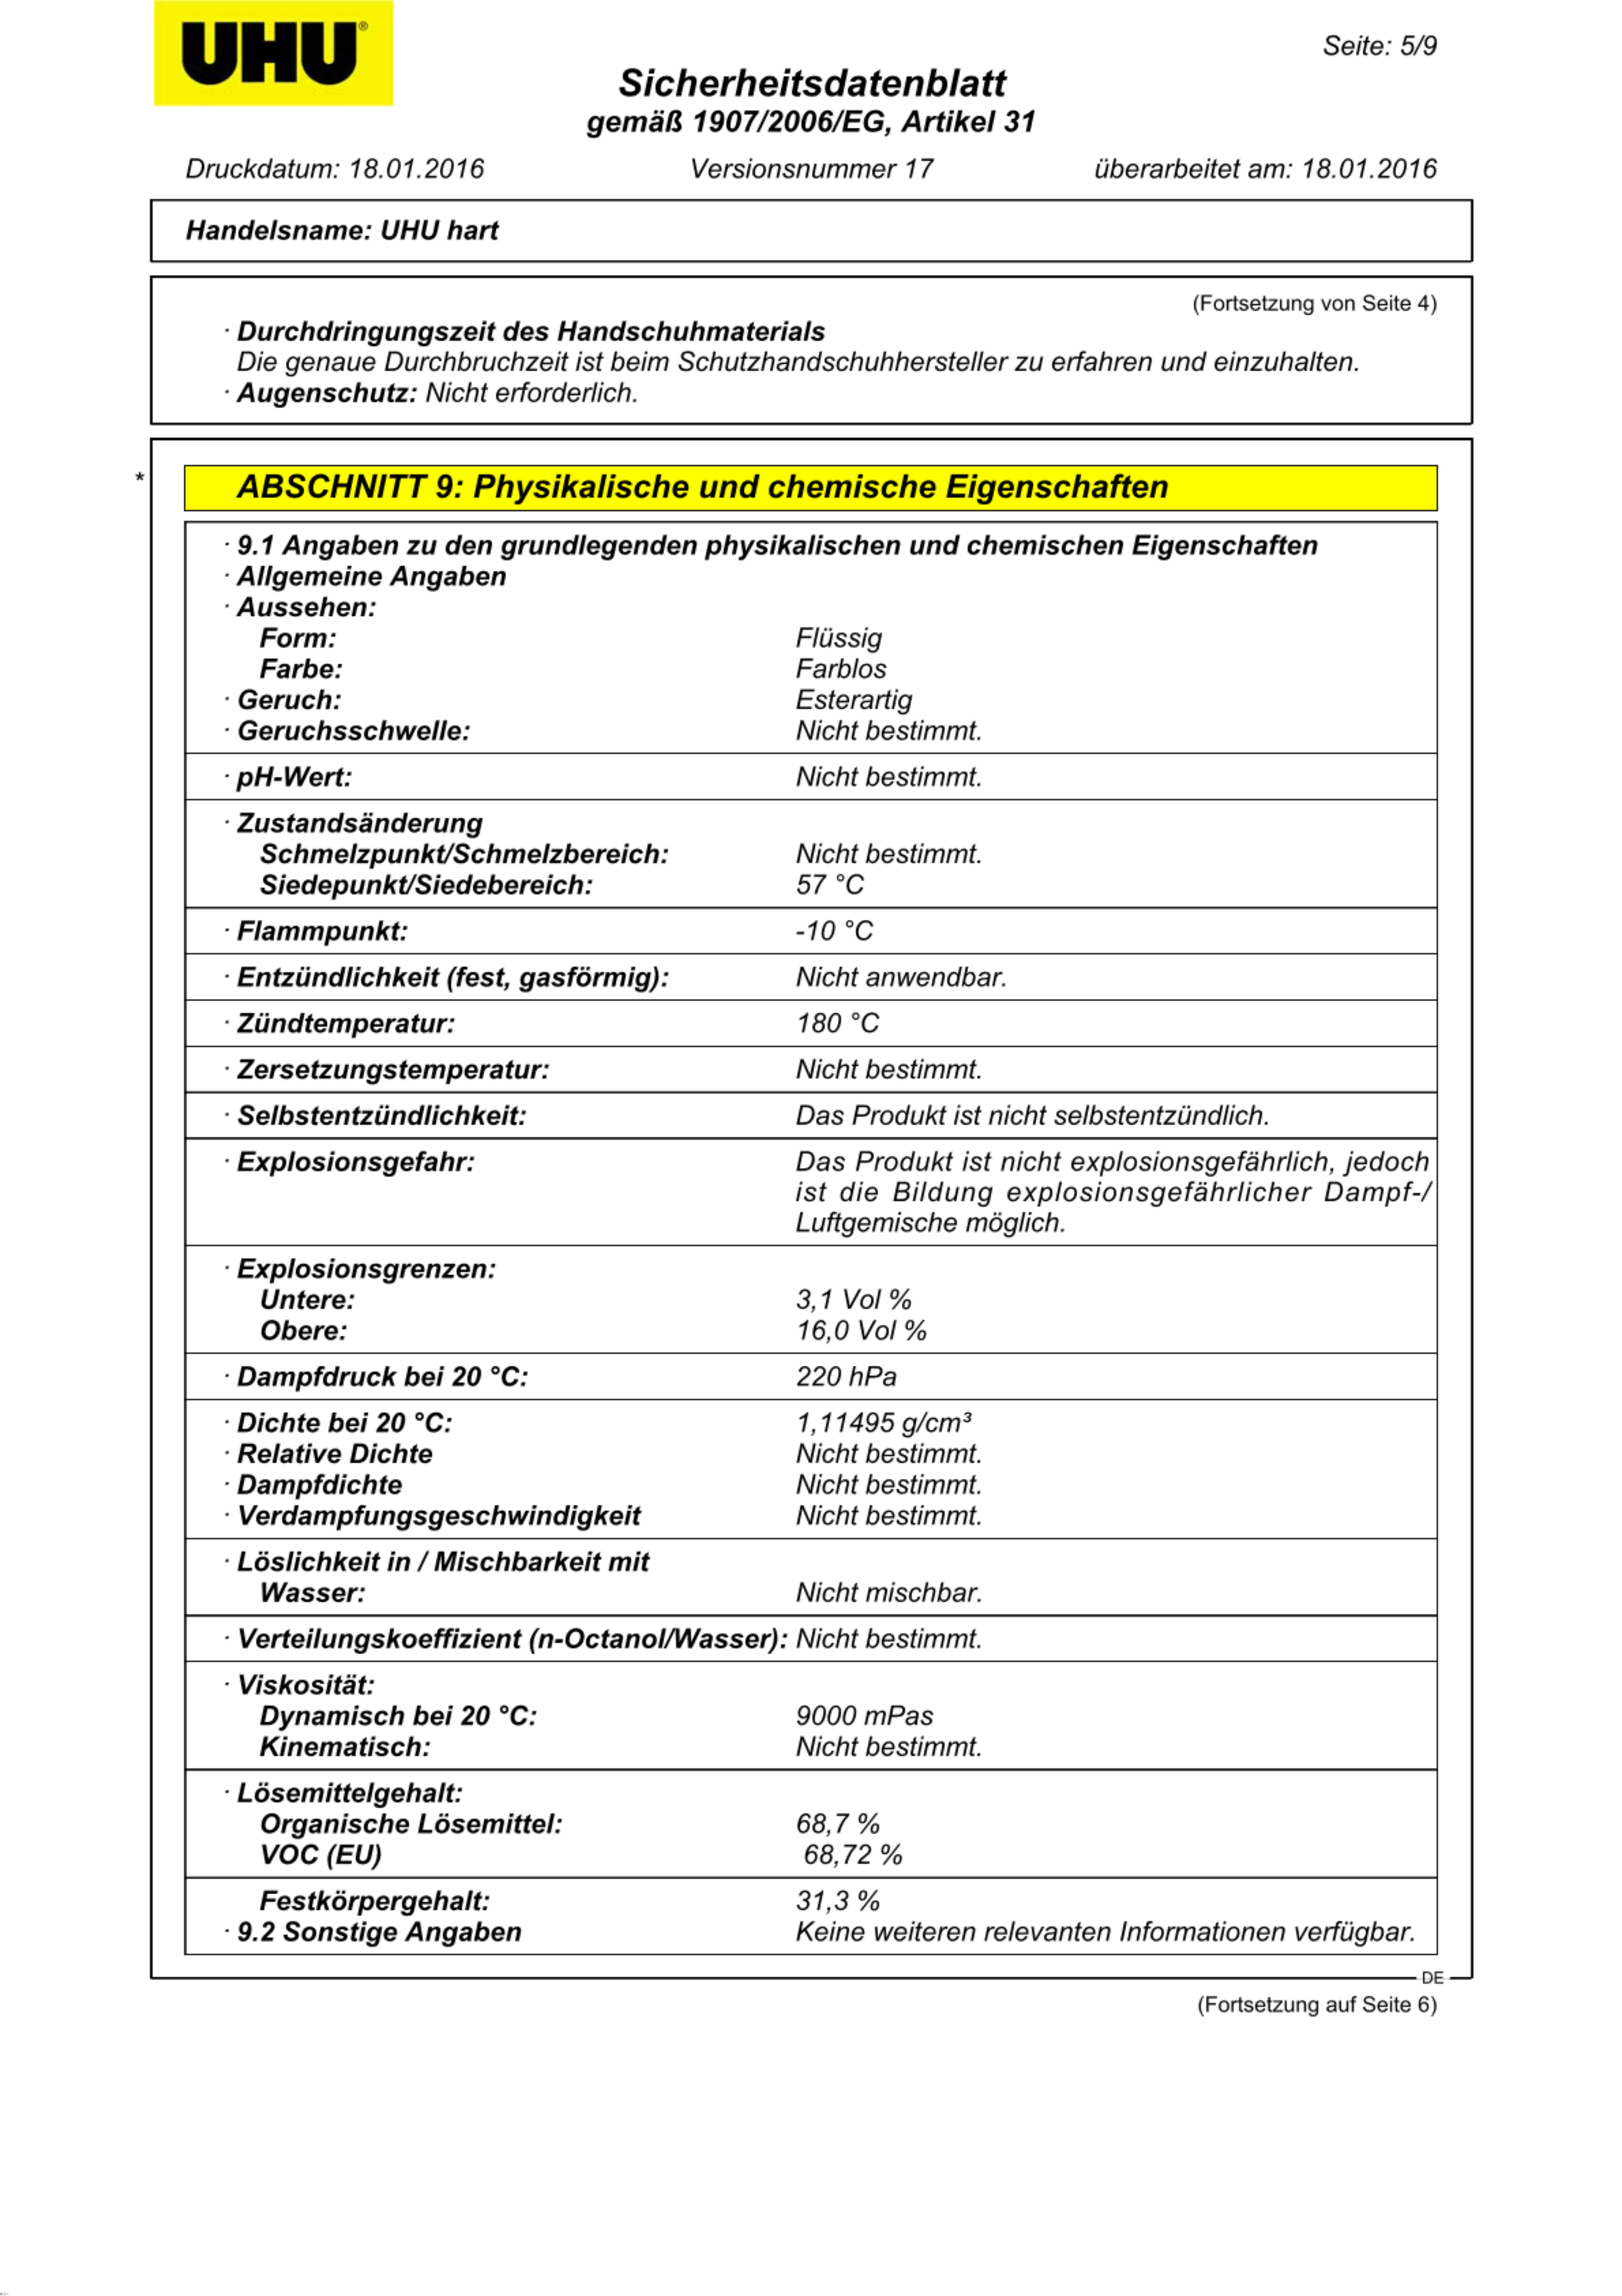 UHU®
Seite: 5/9
Sicherheitsdatenblatt
gemäß 1907/2006/EG, Artikel 31
Druckdatum: 18.01.2016 Versionsnummer 17 überarbeitet am: 18.01.2016
Handelsname: UHU hart
(Fortsetzung von Seite 4)
· Durchdringungszeit des Handschuhmaterials
Die genaue Durchbruchzeit ist beim Schutzhandschuhhersteller zu erfahren und einzuhalten.
· Augenschutz: Nicht erforderlich.
* ABSCHNITT 9: Physikalische und chemische Eigenschaften
· 9.1 Angaben zu den grundlegenden physikalischen und chemischen Eigenschaften
· Allgemeine Angaben
· Aussehen:
Form: Flüssig
Farbe: Farblos
· Geruch: Esterartig
· Geruchsschwelle: Nicht bestimmt.
· pH-Wert: Nicht bestimmt.
· Zustandsänderung
Schmelzpunkt/Schmelzbereich: Nicht bestimmt.
Siedepunkt/Siedebereich: 57 °C
· Flammpunkt: -10 °C
· Entzündlichkeit (fest, gasförmig): Nicht anwendbar.
· Zündtemperatur: 180 °C
· Zersetzungstemperatur: Nicht bestimmt.
· Selbstentzündlichkeit: Das Produkt ist nicht selbstentzündlich.
· Explosionsgefahr: Das Produkt ist nicht explosionsgefährlich, jedoch
ist die Bildung explosionsgefährlicher Dampf-/
Luftgemische möglich.
· Explosionsgrenzen:
Untere: 3,1 Vol %
Obere: 16,0 Vol %
· Dampfdruck bei 20 °C: 220 hPa
· Dichte bei 20 °C: 1,11495 g/cm³
· Relative Dichte Nicht bestimmt.
· Dampfdichte Nicht bestimmt.
· Verdampfungsgeschwindigkeit Nicht bestimmt.
· Löslichkeit in / Mischbarkeit mit
Wasser: Nicht mischbar.
· Verteilungskoeffizient (n-Octanol/Wasser): Nicht bestimmt.
· Viskosität:
Dynamisch bei 20 °C: 9000 mPas
Kinematisch: Nicht bestimmt.
· Lösemittelgehalt:
Organische Lösemittel: 68,7 %
VOC (EU) 68,72 %
Festkörpergehalt: 31,3 %
· 9.2 Sonstige Angaben Keine weiteren relevanten Informationen verfügbar.
DE
(Fortsetzung auf Seite 6)